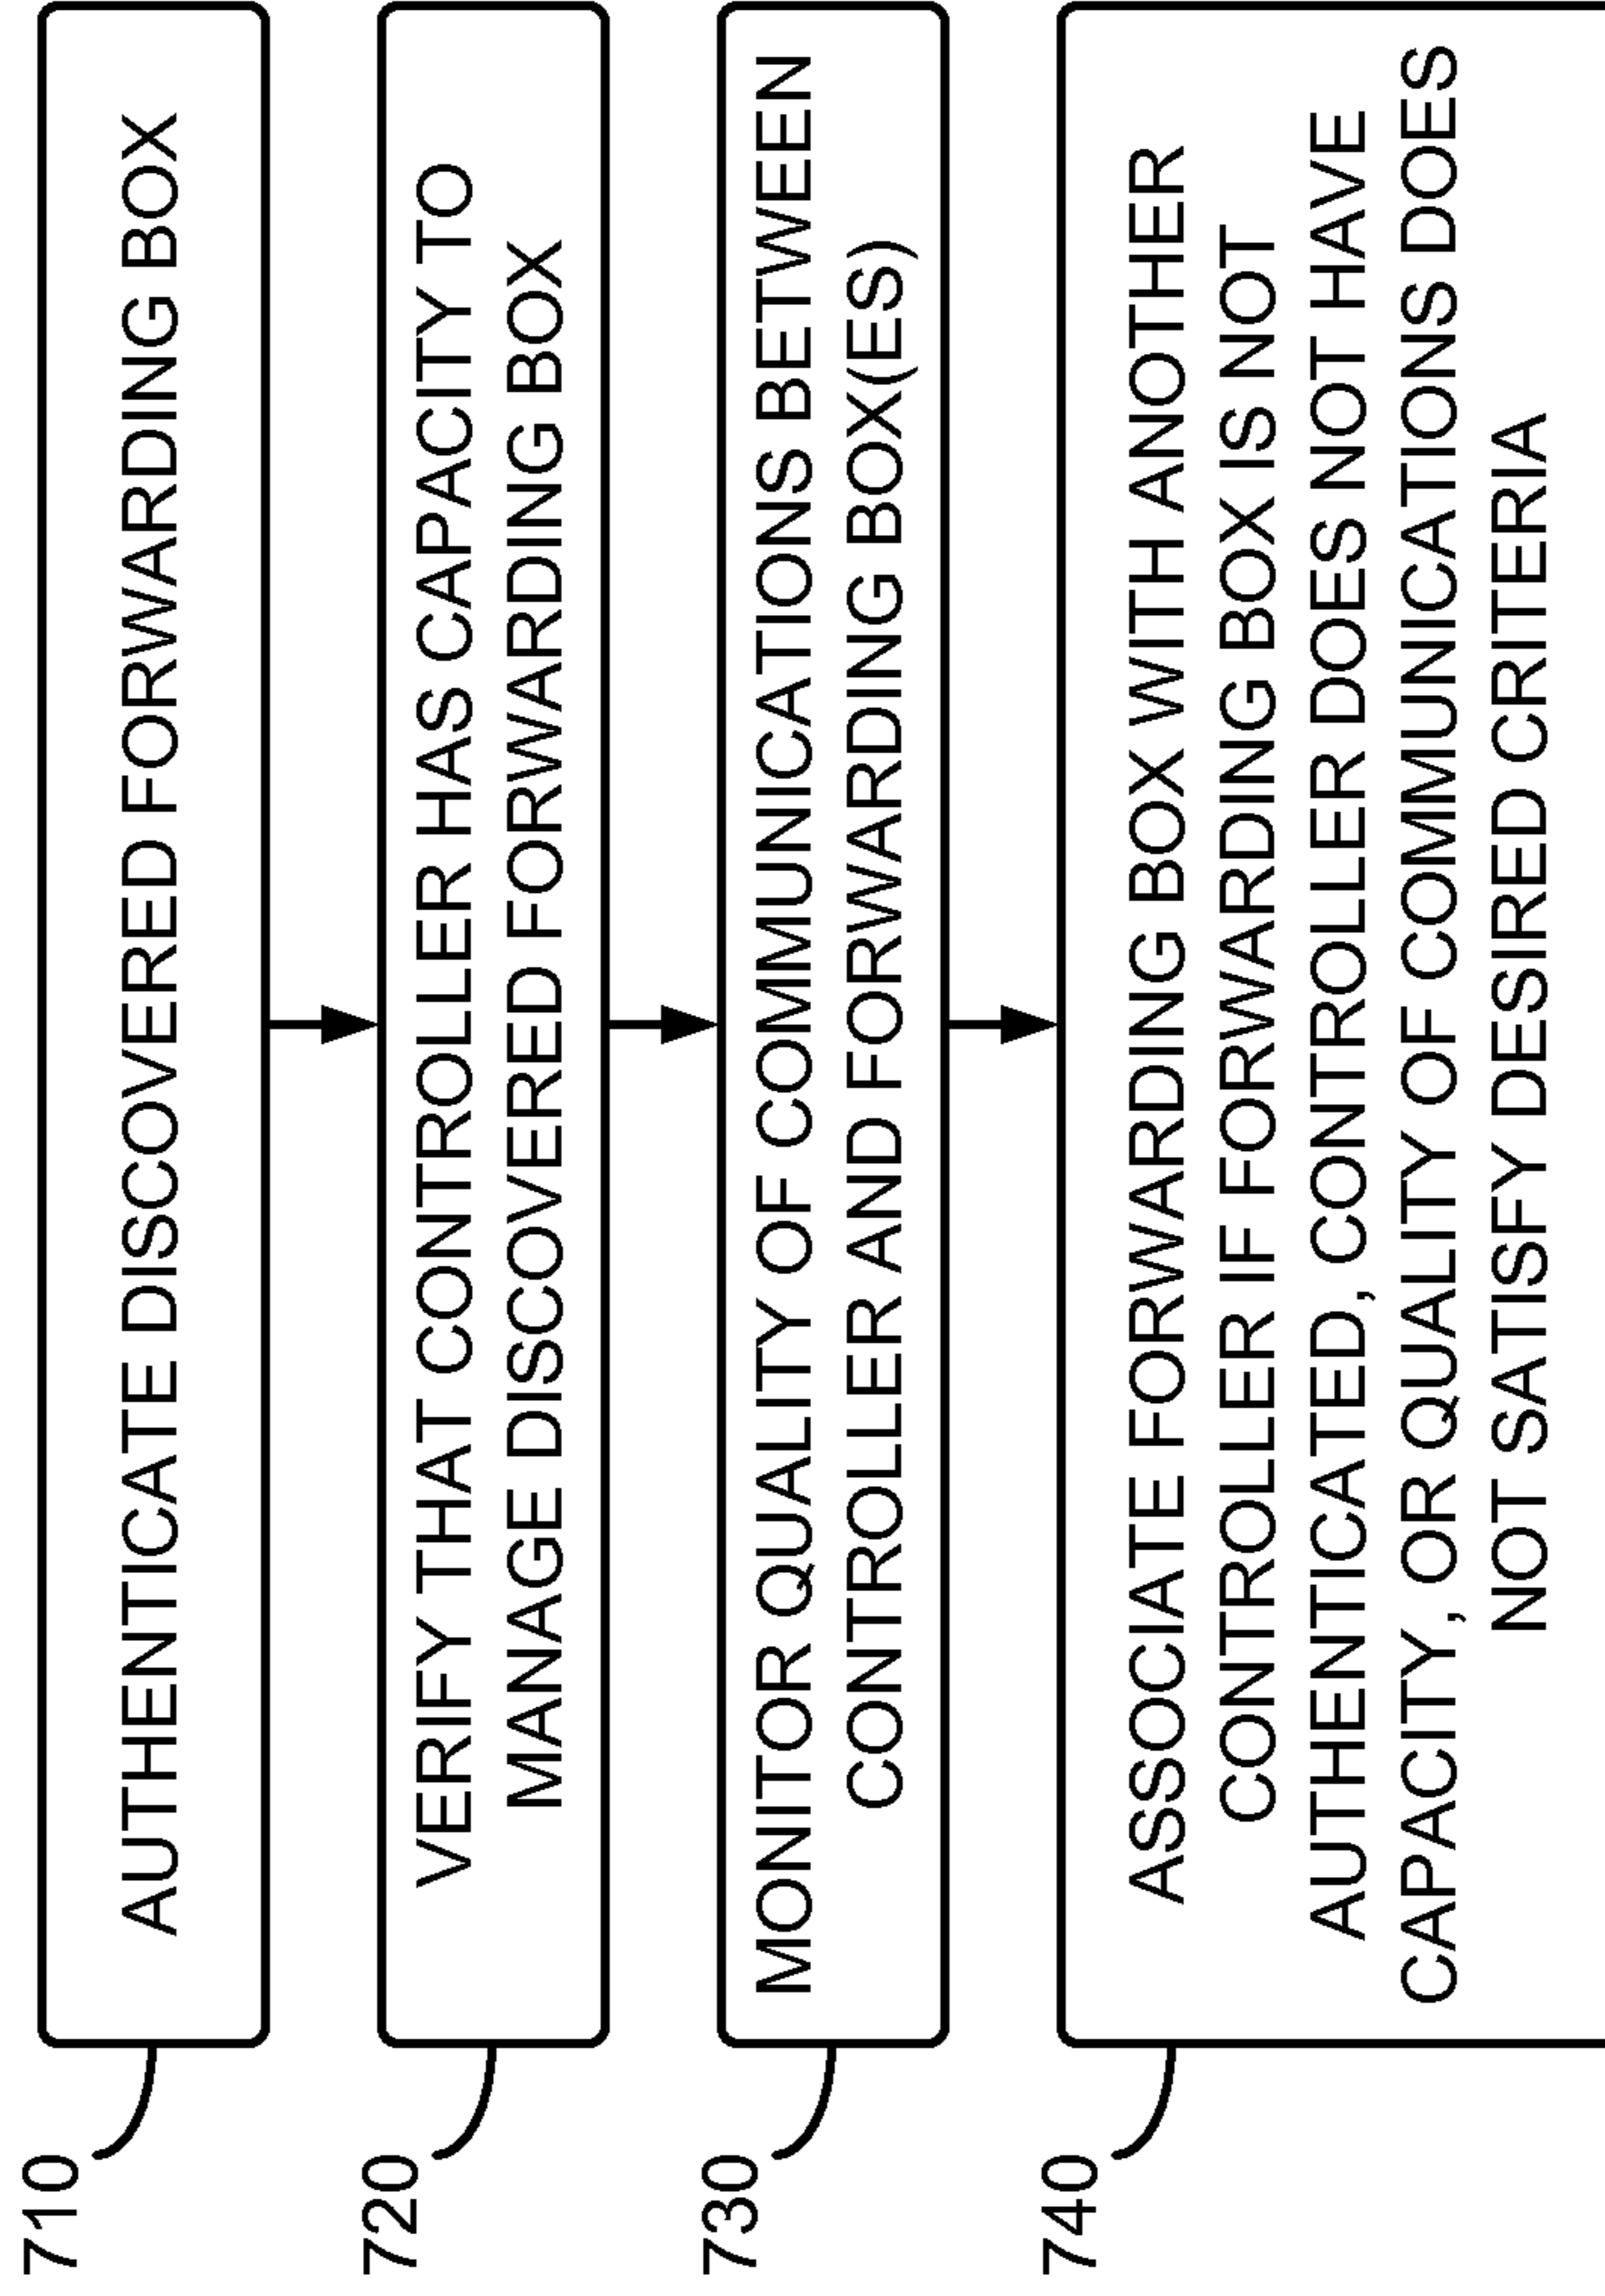 710
AUTHENTICATE DISCOVERED FORWARDING BOX
720
VERIFY THAT CONTROLLER HAS CAPACITY TO
MANAGE DISCOVERED FORWARDING BOX
730
MONITOR QUALITY OF COMMUNICATIONS BETWEEN
CONTROLLER AND FORWARDING BOX(ES)
740
ASSOCIATE FORWARDING BOX WITH ANOTHER
CONTROLLER IF FORWARDING BOX IS NOT
AUTHENTICATED, CONTROLLER DOES NOT HAVE
CAPACITY, OR QUALITY OF COMMUNICATIONS DOES
NOT SATISFY DESIRED CRITERIA